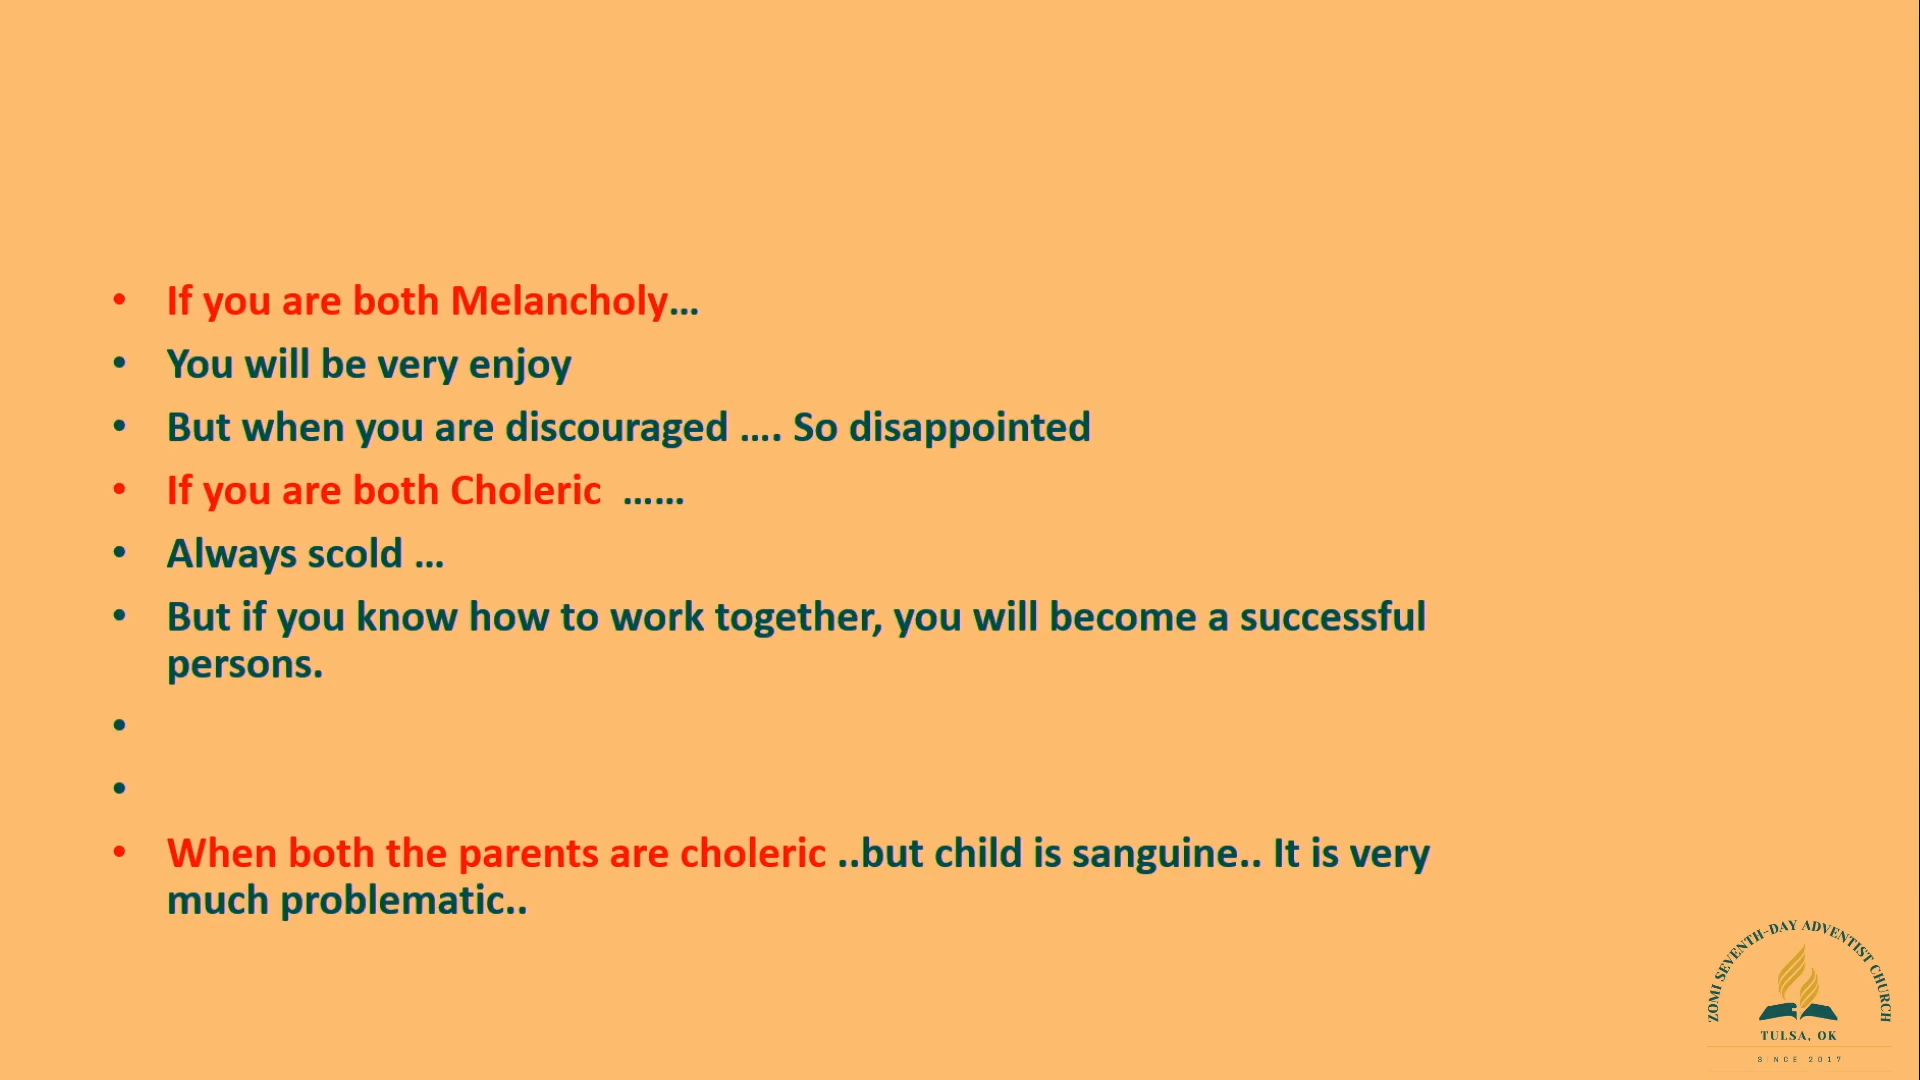 • If you are both Melancholy...
• You will be very enjoy
• But when you are discouraged .... So disappointed
• If you are both Choleric ......
• Always scold ...
• But if you know how to work together, you will become a successful
persons.
•
•
• When both the parents are choleric ..but child is sanguine.. It is very
much problematic..
ZOMI SEVENTH-DAY ADVENTIST CHURCH
TULSA, OK
SINCE 2017